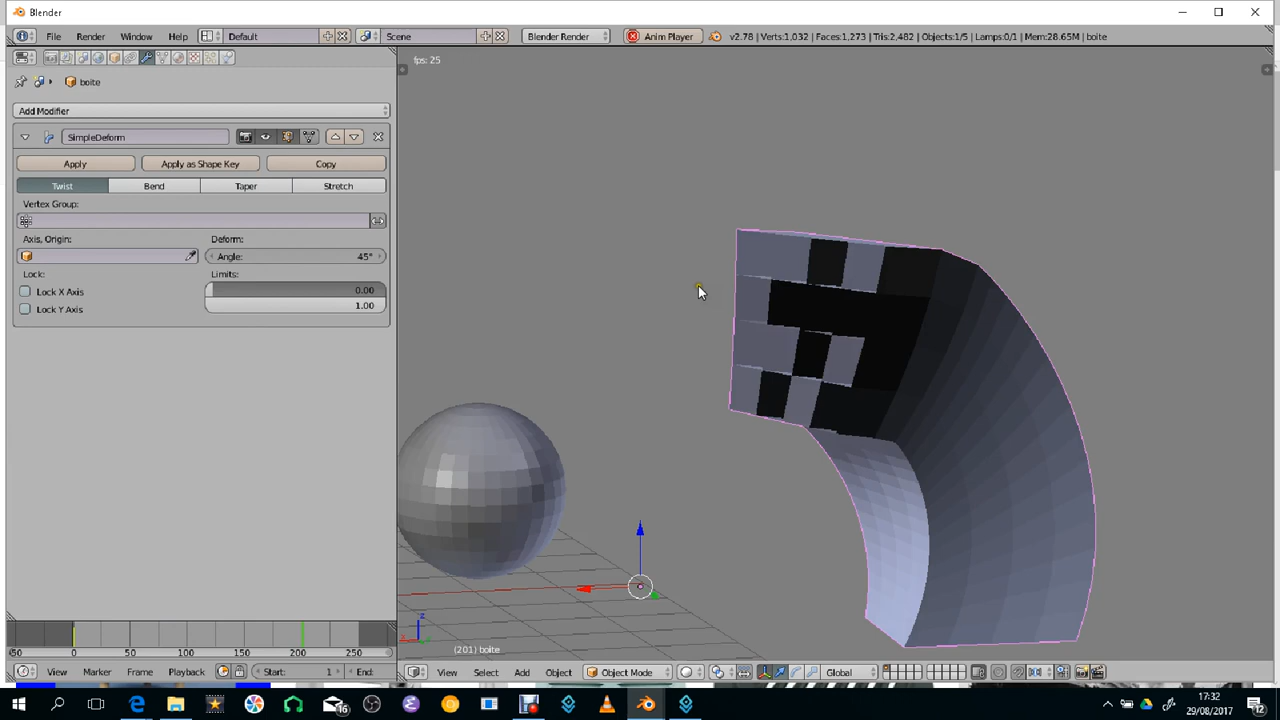 Blender
File Render Window Help Default Scene Blender Render Anim Player v2.78 | Verts:1,032 | Faces:1,273 | Tris:2,482 | Objects:1/5 | Lamps:0/1 | Mem:28.65M | boite
fps: 25
boite
Add Modifier
SimpleDeform
Apply Apply as Shape Key Copy
Twist Bend Taper Stretch
Vertex Group:
Axis, Origin: Deform:
Angle: 45°
Lock: Limits:
Lock X Axis 0.00
Lock Y Axis 1.00
z
x
(201) boite
-50 0 50 100 150 200 250
View Marker Frame Playback Start: 1 End:
View Select Add Object Object Mode Global
16
17:32
29/08/2017
12